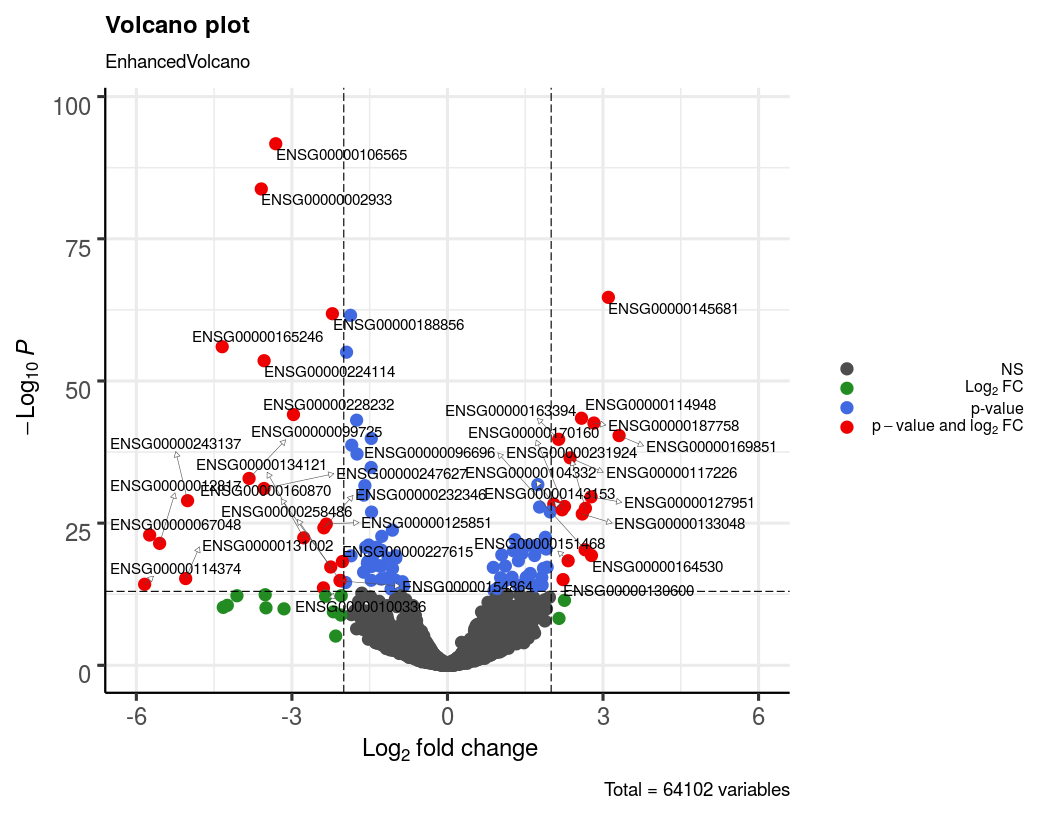 Volcano plot
EnhancedVolcano
100
75
50
25
0
−Log10 P
ENSG00000106565
ENSG00000002933
ENSG00000145681
ENSG00000188856
ENSG00000165246
ENSG00000224114
ENSG00000228232
ENSG00000163394
ENSG00000114948
ENSG00000187758
ENSG00000099725
ENSG00000170160
ENSG00000243137
ENSG00000096696
ENSG00000231924
ENSG00000169851
ENSG00000134121
ENSG00000247627
ENSG00000104332
ENSG00000117226
ENSG00000012817
ENSG00000160870
ENSG00000232346
ENSG00000143153
ENSG00000127951
ENSG00000258486
ENSG00000067048
ENSG00000125851
ENSG00000133048
ENSG00000131002
ENSG00000227615
ENSG00000151468
ENSG00000114374
ENSG00000164530
ENSG00000154864
ENSG00000130600
ENSG00000100336
NS
Log2 FC
p-value
p − value and log2 FC
-6
-3
0
3
6
Log2 fold change
Total = 64102 variables